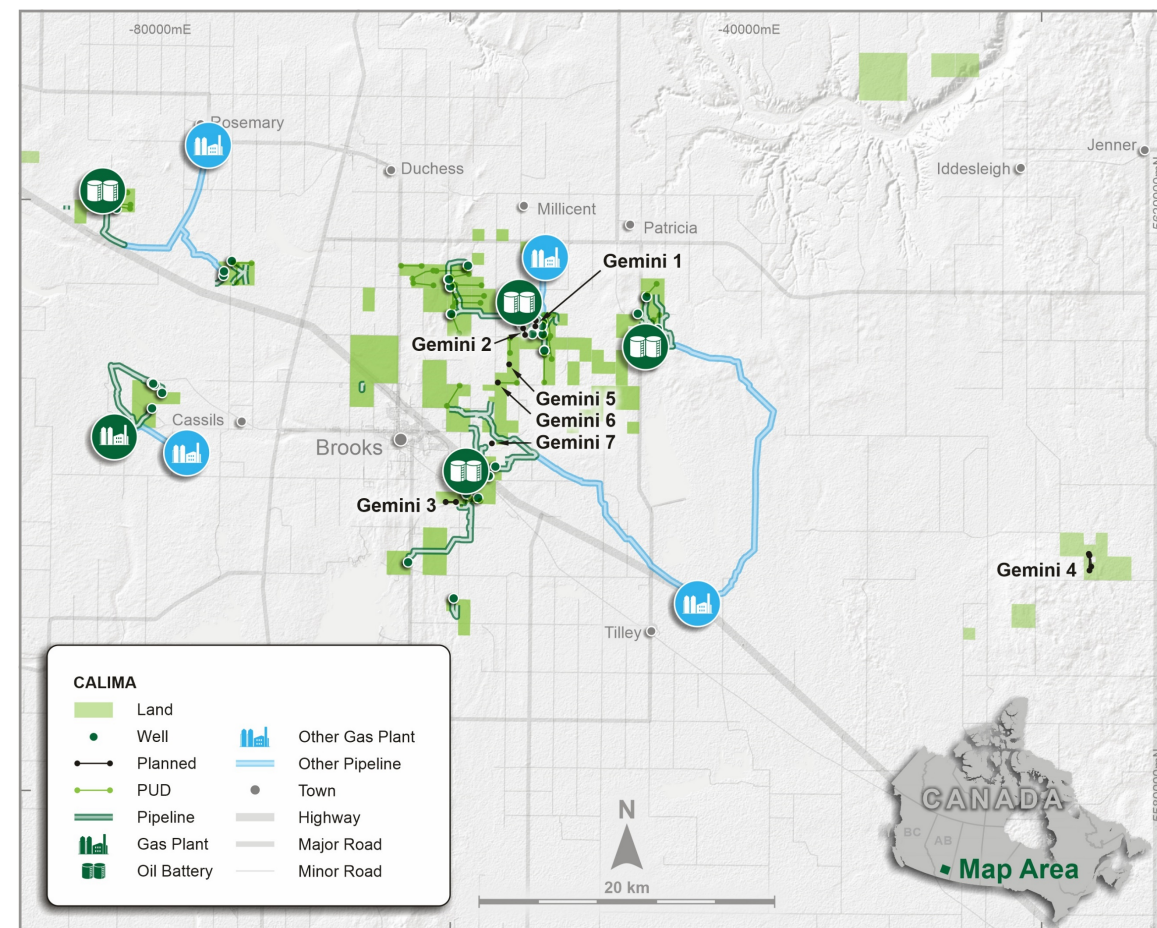 -80000mE
-40000mE
Rosemary
Jenner
Duchess
Iddesleigh
5620000mN
Millicent
Patricia
Gemini 1
Gemini 2
Gemini 5
Gemini 6
Gemini 7
Cassils
Brooks
Gemini 3
Gemini 4
Tilley
CALIMA
Land
Well
Planned
PUD
Pipeline
Gas Plant
Oil Battery
Other Gas Plant
Other Pipeline
Town
Highway
Major Road
Minor Road
N
20 km
5580000mN
CANADA
BC
AB
Map Area